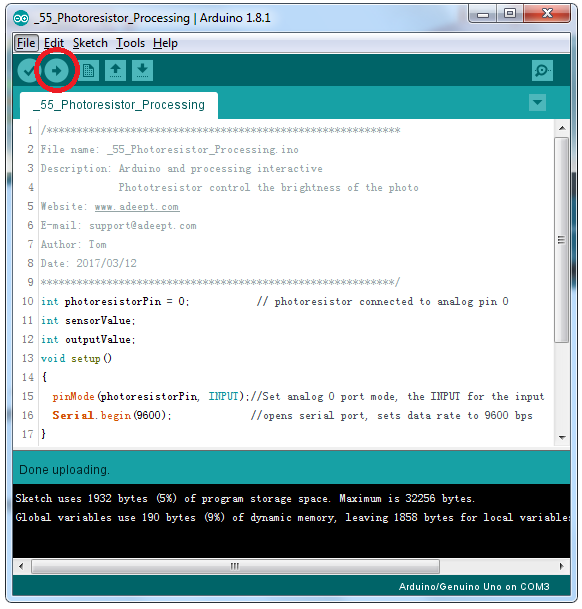 _55_Photoresistor_Processing | Arduino 1.8.1
File Edit Sketch Tools Help
_55_Photoresistor_Processing
1 /***********************************************************
2 File name: _55_Photoresistor_Processing.ino
3 Description: Arduino and processing interactive
4 Phototresistor control the brightness of the photo
5 Website: www.adeept.com
6 E-mail: support@adeept.com
7 Author: Tom
8 Date: 2017/03/12
9 ***********************************************************/
10 int photoresistorPin = 0; // photoresistor connected to analog pin 0
11 int sensorValue;
12 int outputValue;
13 void setup()
14 {
15 pinMode(photoresistorPin, INPUT);//Set analog 0 port mode, the INPUT for the input
16 Serial.begin(9600); //opens serial port, sets data rate to 9600 bps
17 }
Done uploading.
Sketch uses 1932 bytes (5%) of program storage space. Maximum is 32256 bytes.
Global variables use 190 bytes (9%) of dynamic memory, leaving 1858 bytes for local variables
Arduino/Genuino Uno on COM3